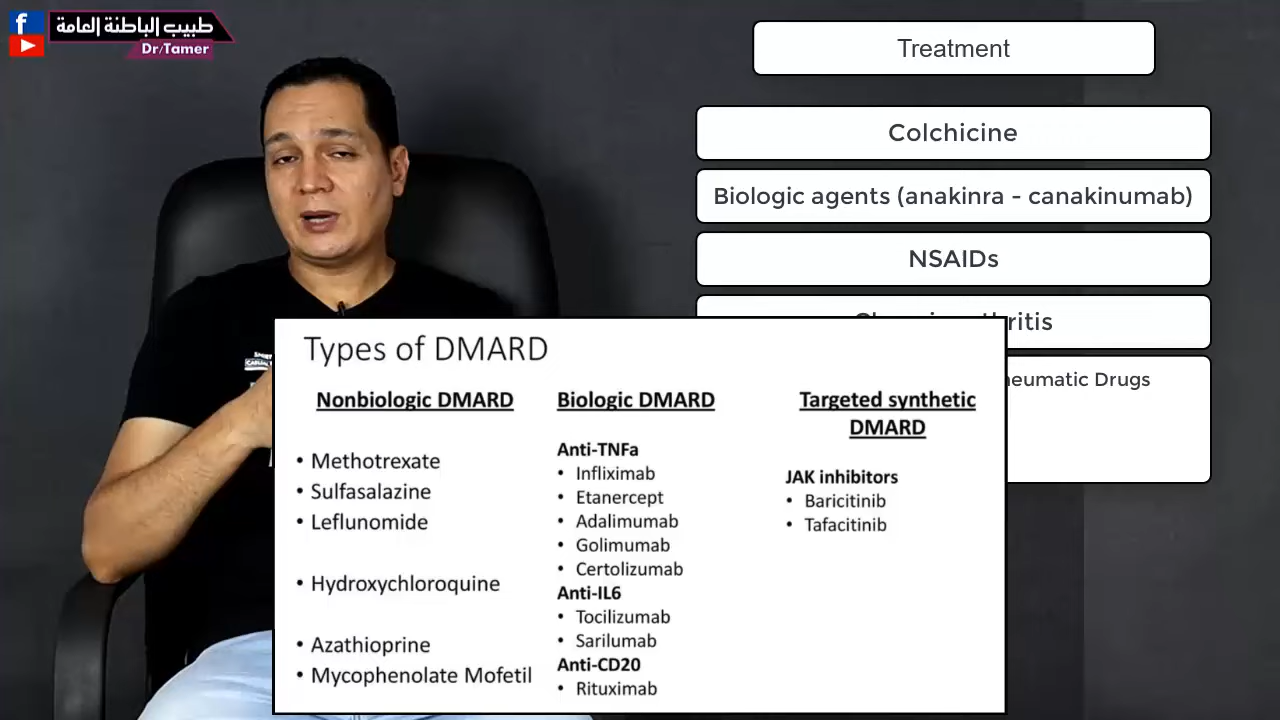 طبيب الباطنة العامة
Dr/Tamer
Treatment
Colchicine
Biologic agents (anakinra - canakinumab)
NSAIDs
Drugs
Types of DMARD
Nonbiologic DMARD
• Methotrexate
• Sulfasalazine
• Leflunomide
• Hydroxychloroquine
• Azathioprine
• Mycophenolate Mofetil
Biologic DMARD
Anti-TNFa
• Infliximab
• Etanercept
• Adalimumab
• Golimumab
• Certolizumab
Anti-IL6
• Tocilizumab
• Sarilumab
Anti-CD20
• Rituximab
Targeted synthetic
DMARD
JAK inhibitors
• Baricitinib
• Tafacitinib